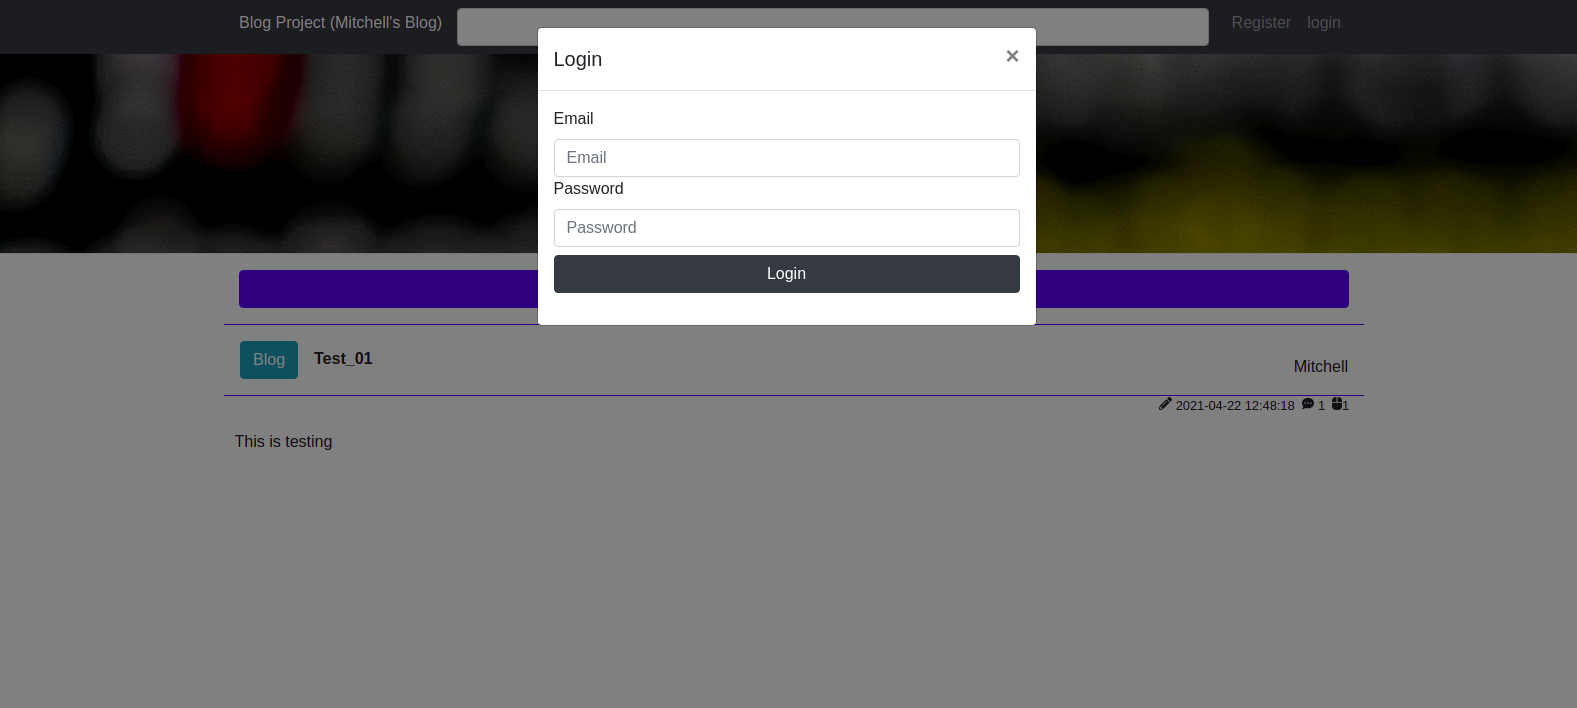 Blog Project (Mitchell's Blog) Register login
Login ×
Email
Email
Password
Password
Login
Blog Test_01 Mitchell
2021-04-22 12:48:18 1 1
This is testing